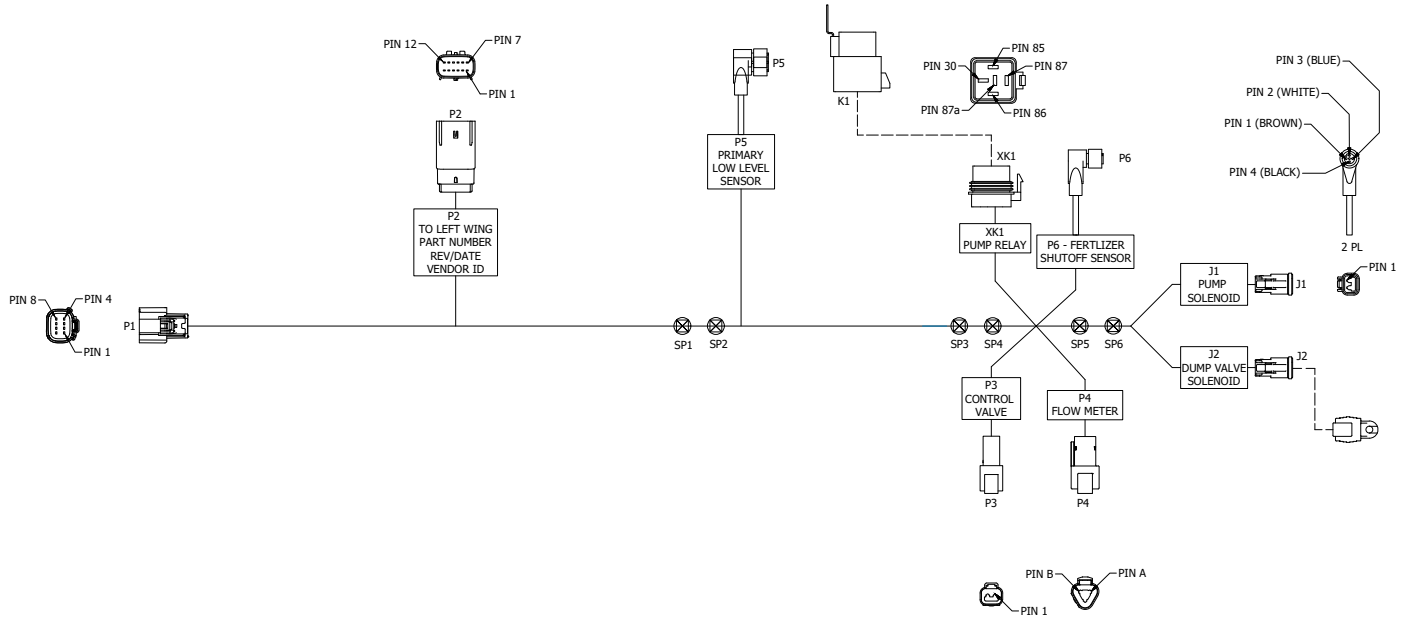 PIN 12
PIN 7
PIN 1
P2
P2
TO LEFT WING
PART NUMBER
REV/DATE
VENDOR ID
PIN 8
PIN 4
PIN 1
P1
P5
P5
PRIMARY
LOW LEVEL
SENSOR
K1
PIN 85
PIN 30
PIN 87
PIN 87a
PIN 86
XK1
XK1
PUMP RELAY
P6
P6 - FERTLIZER
SHUTOFF SENSOR
PIN 3 (BLUE)
PIN 2 (WHITE)
PIN 1 (BROWN)
PIN 4 (BLACK)
2 PL
J1
PUMP
SOLENOID
J1
PIN 1
SP1
SP2
SP3
SP4
SP5
SP6
J2
DUMP VALVE
SOLENOID
J2
P3
CONTROL
VALVE
P3
P4
FLOW METER
P4
PIN 1
PIN B
PIN A